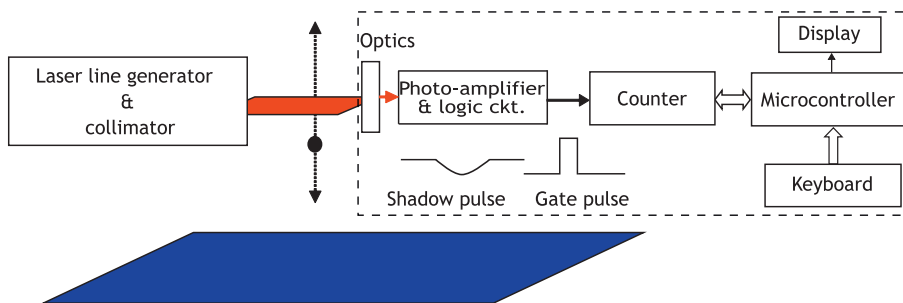 Laser line generator
&
collimator
Optics
Photo-amplifier
& logic ckt.
Counter
Display
Microcontroller
Keyboard
Shadow pulse
Gate pulse